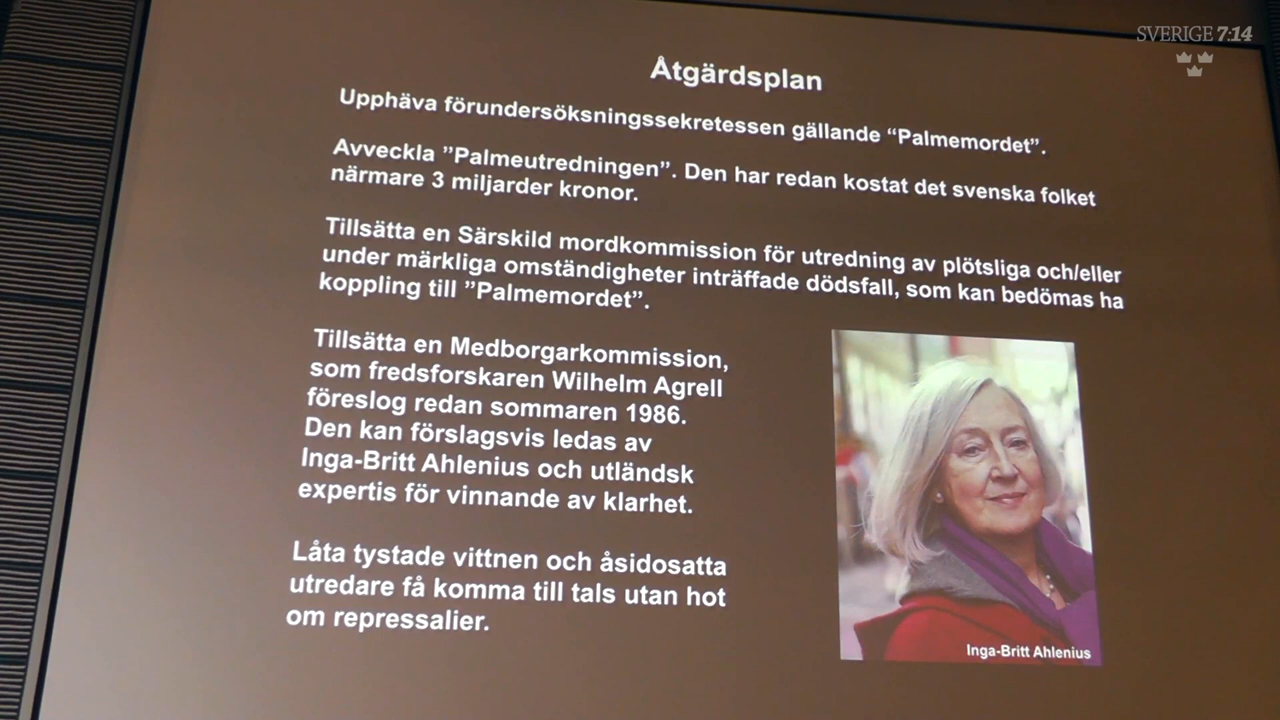 SVERIGE 7:14
Åtgärdsplan
Upphäva förundersöksningssekretessen gällande “Palmemordet”.
Avveckla ”Palmeutredningen”. Den har redan kostat det svenska folket
närmare 3 miljarder kronor.
Tillsätta en Särskild mordkommission för utredning av plötsliga och/eller
under märkliga omständigheter inträffade dödsfall, som kan bedömas ha
koppling till ”Palmemordet”.
Tillsätta en Medborgarkommission,
som fredsforskaren Wilhelm Agrell
föreslog redan sommaren 1986.
Den kan förslagsvis ledas av
Inga-Britt Ahlenius och utländsk
expertis för vinnande av klarhet.
Låta tystade vittnen och åsidosatta
utredare få komma till tals utan hot
om repressalier.
Inga-Britt Ahlenius